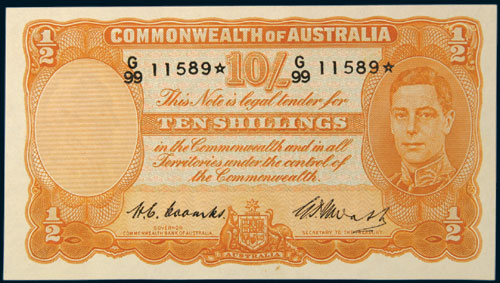 1/2 COMMONWEALTH OF AUSTRALIA
G/99 11589☆ 10/- G/99 11589☆
This Note is legal tender for
TEN SHILLINGS
in the Commonwealth and in all
Territories under the control of
the Commonwealth.
1/2 1/2
GOVERNOR
COMMONWEALTH BANK OF AUSTRALIA.
SECRETARY TO THE TREASURY
AUSTRALIA